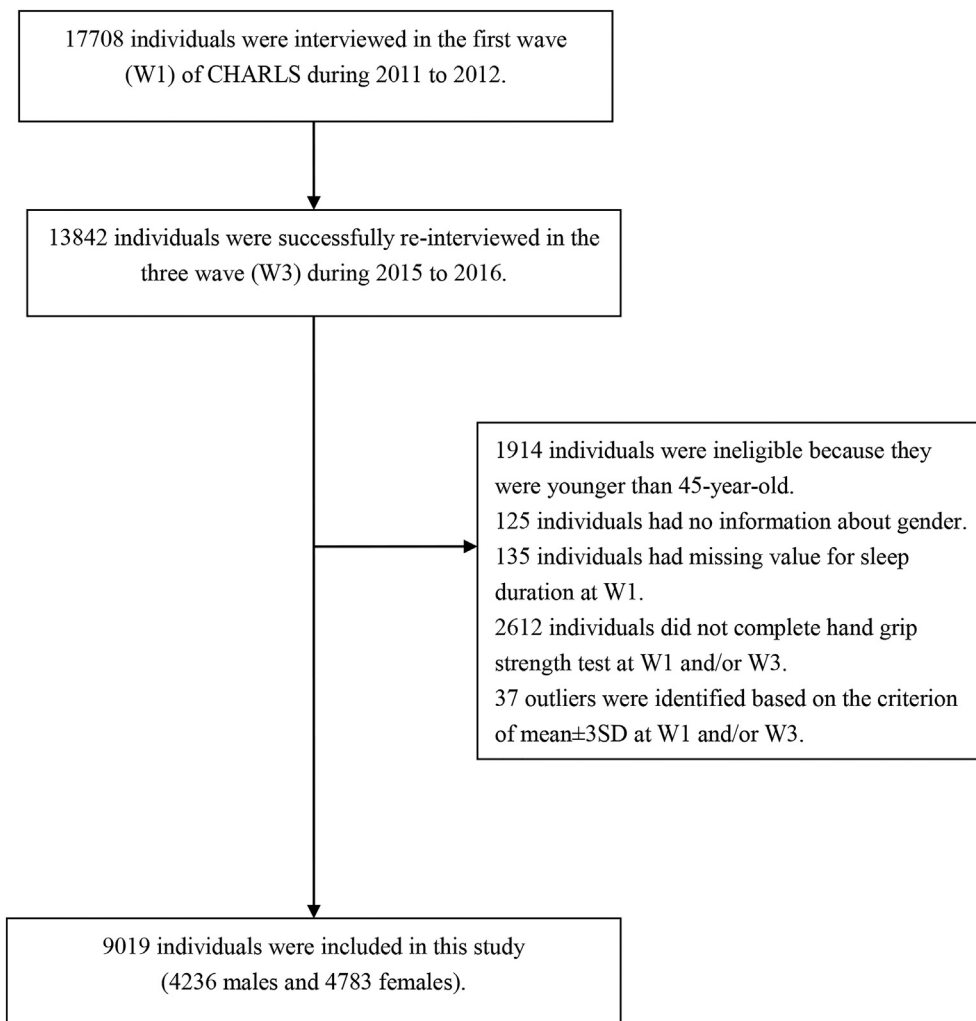 17708 individuals were interviewed in the first wave
(W1) of CHARLS during 2011 to 2012.
13842 individuals were successfully re-interviewed in the
three wave (W3) during 2015 to 2016.
1914 individuals were ineligible because they
were younger than 45-year-old.
125 individuals had no information about gender.
135 individuals had missing value for sleep
duration at W1.
2612 individuals did not complete hand grip
strength test at W1 and/or W3.
37 outliers were identified based on the criterion
of mean±3SD at W1 and/or W3.
9019 individuals were included in this study
(4236 males and 4783 females).